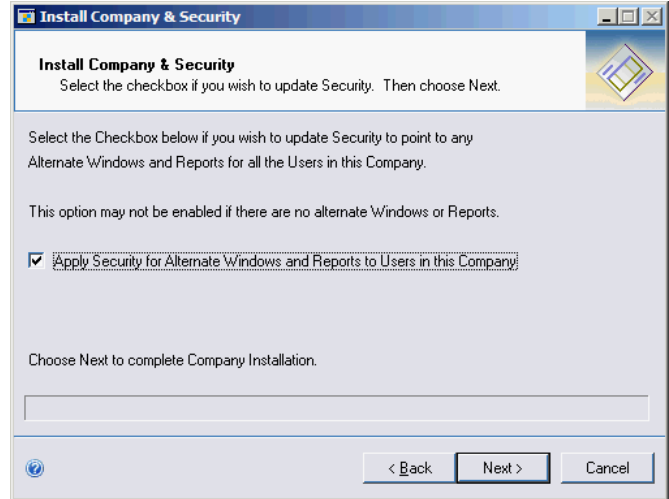 Install Company & Security
Install Company & Security
Select the checkbox if you wish to update Security. Then choose Next.
Select the Checkbox below if you wish to update Security to point to any
Alternate Windows and Reports for all the Users in this Company.
This option may not be enabled if there are no alternate Windows or Reports.
Apply Security for Alternate Windows and Reports to Users in this Company
Choose Next to complete Company Installation.
? < Back Next > Cancel